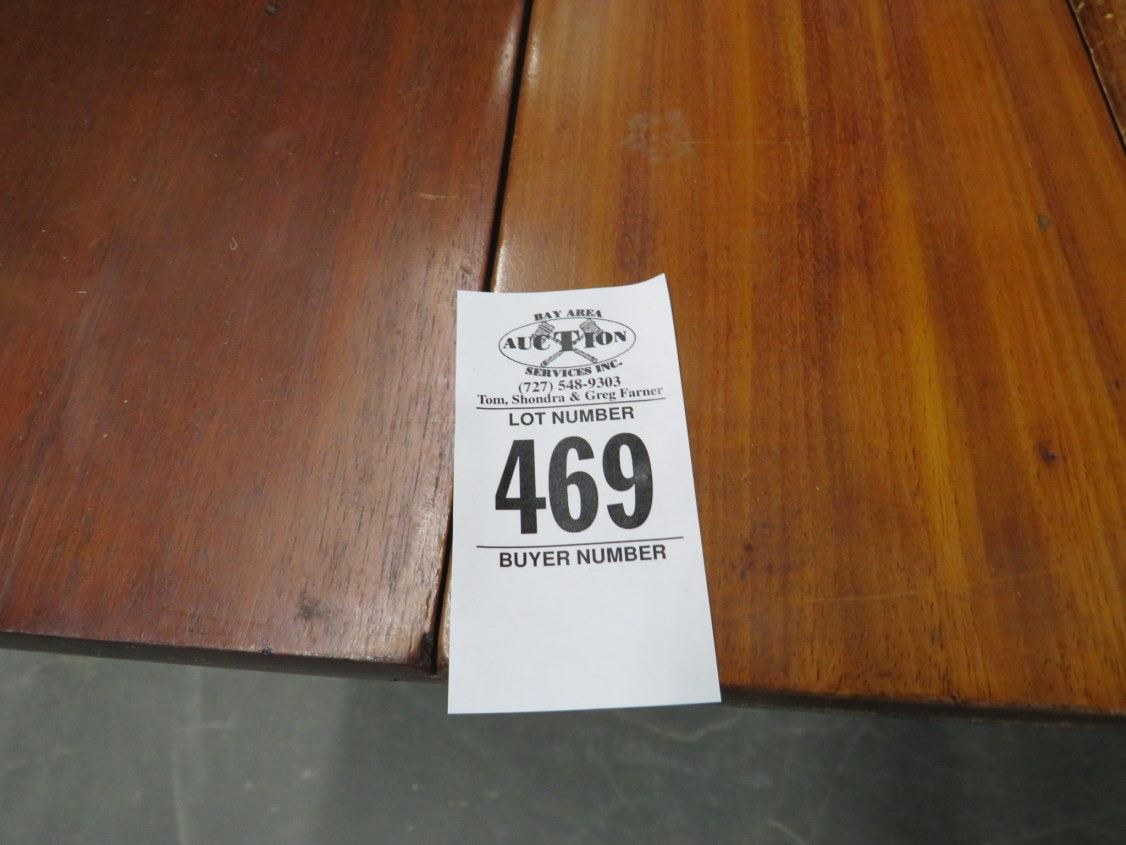 BAY AREA
AUCTION
SERVICES INC.
(727) 548-9303
Tom, Shondra & Greg Farner
LOT NUMBER
469
BUYER NUMBER